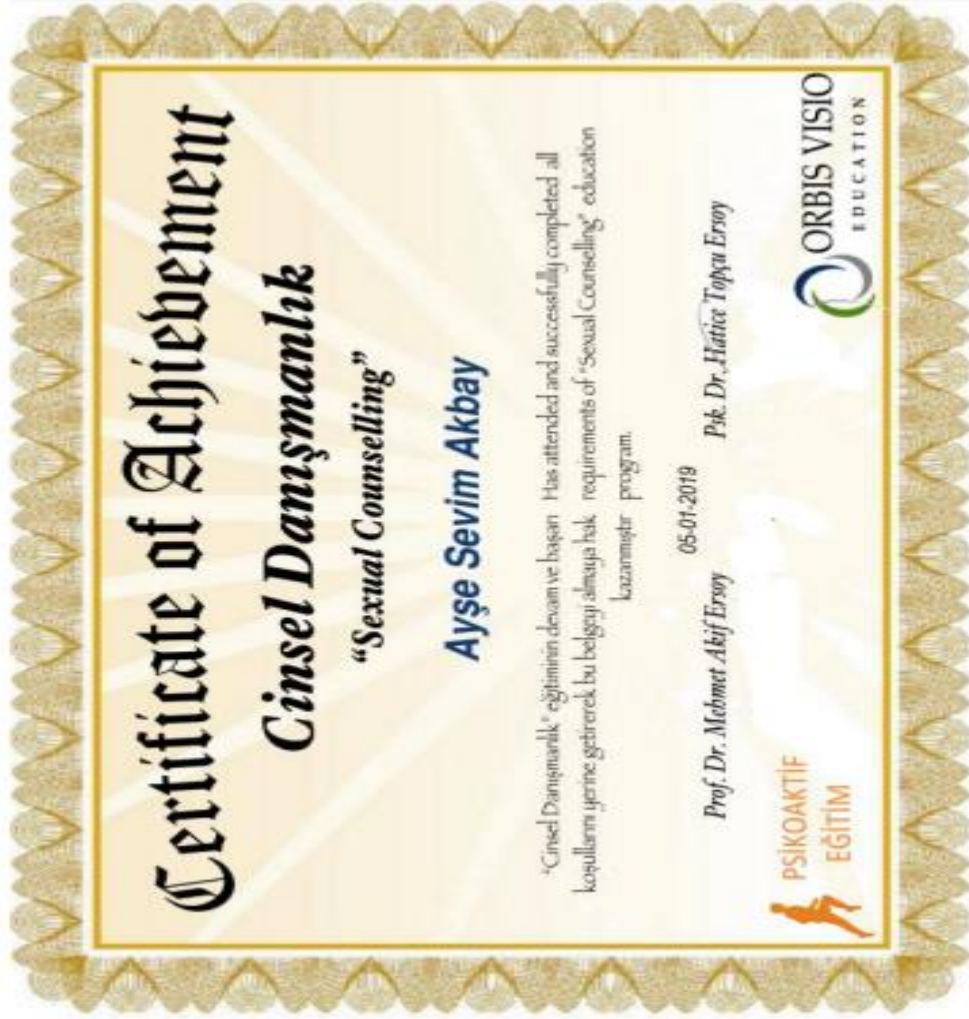 Certificate of Achievement
Cinsel Danışmanlık
“Sexual Counselling”
Ayşe Sevim Akbay
"Cinsel Danışmanlık" eğitiminin devam ve başarı
koşullarını yerine getirerek bu belgeyi almaya hak
kazanmıştır
Has attended and successfully completed all
requirements of "Sexual Counselling" education
program.
05-01-2019
Prof. Dr. Mehmet Akif Ersoy
Psk. Dr. Hatice Topçu Ersoy
PSİKOAKTİF
EĞİTİM
ORBIS VISIO
EDUCATION